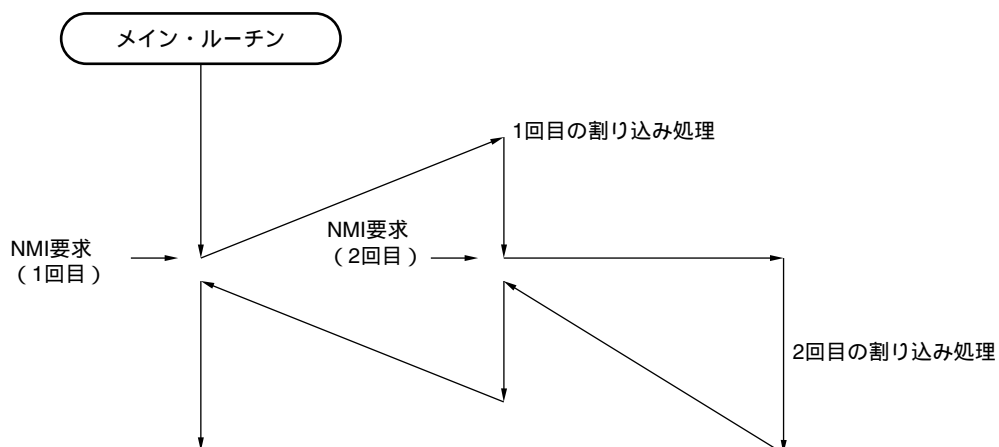 メイン・ルーチン
1回目の割り込み処理
NMI要求
(2回目)
NMI要求
(1回目)
2回目の割り込み処理